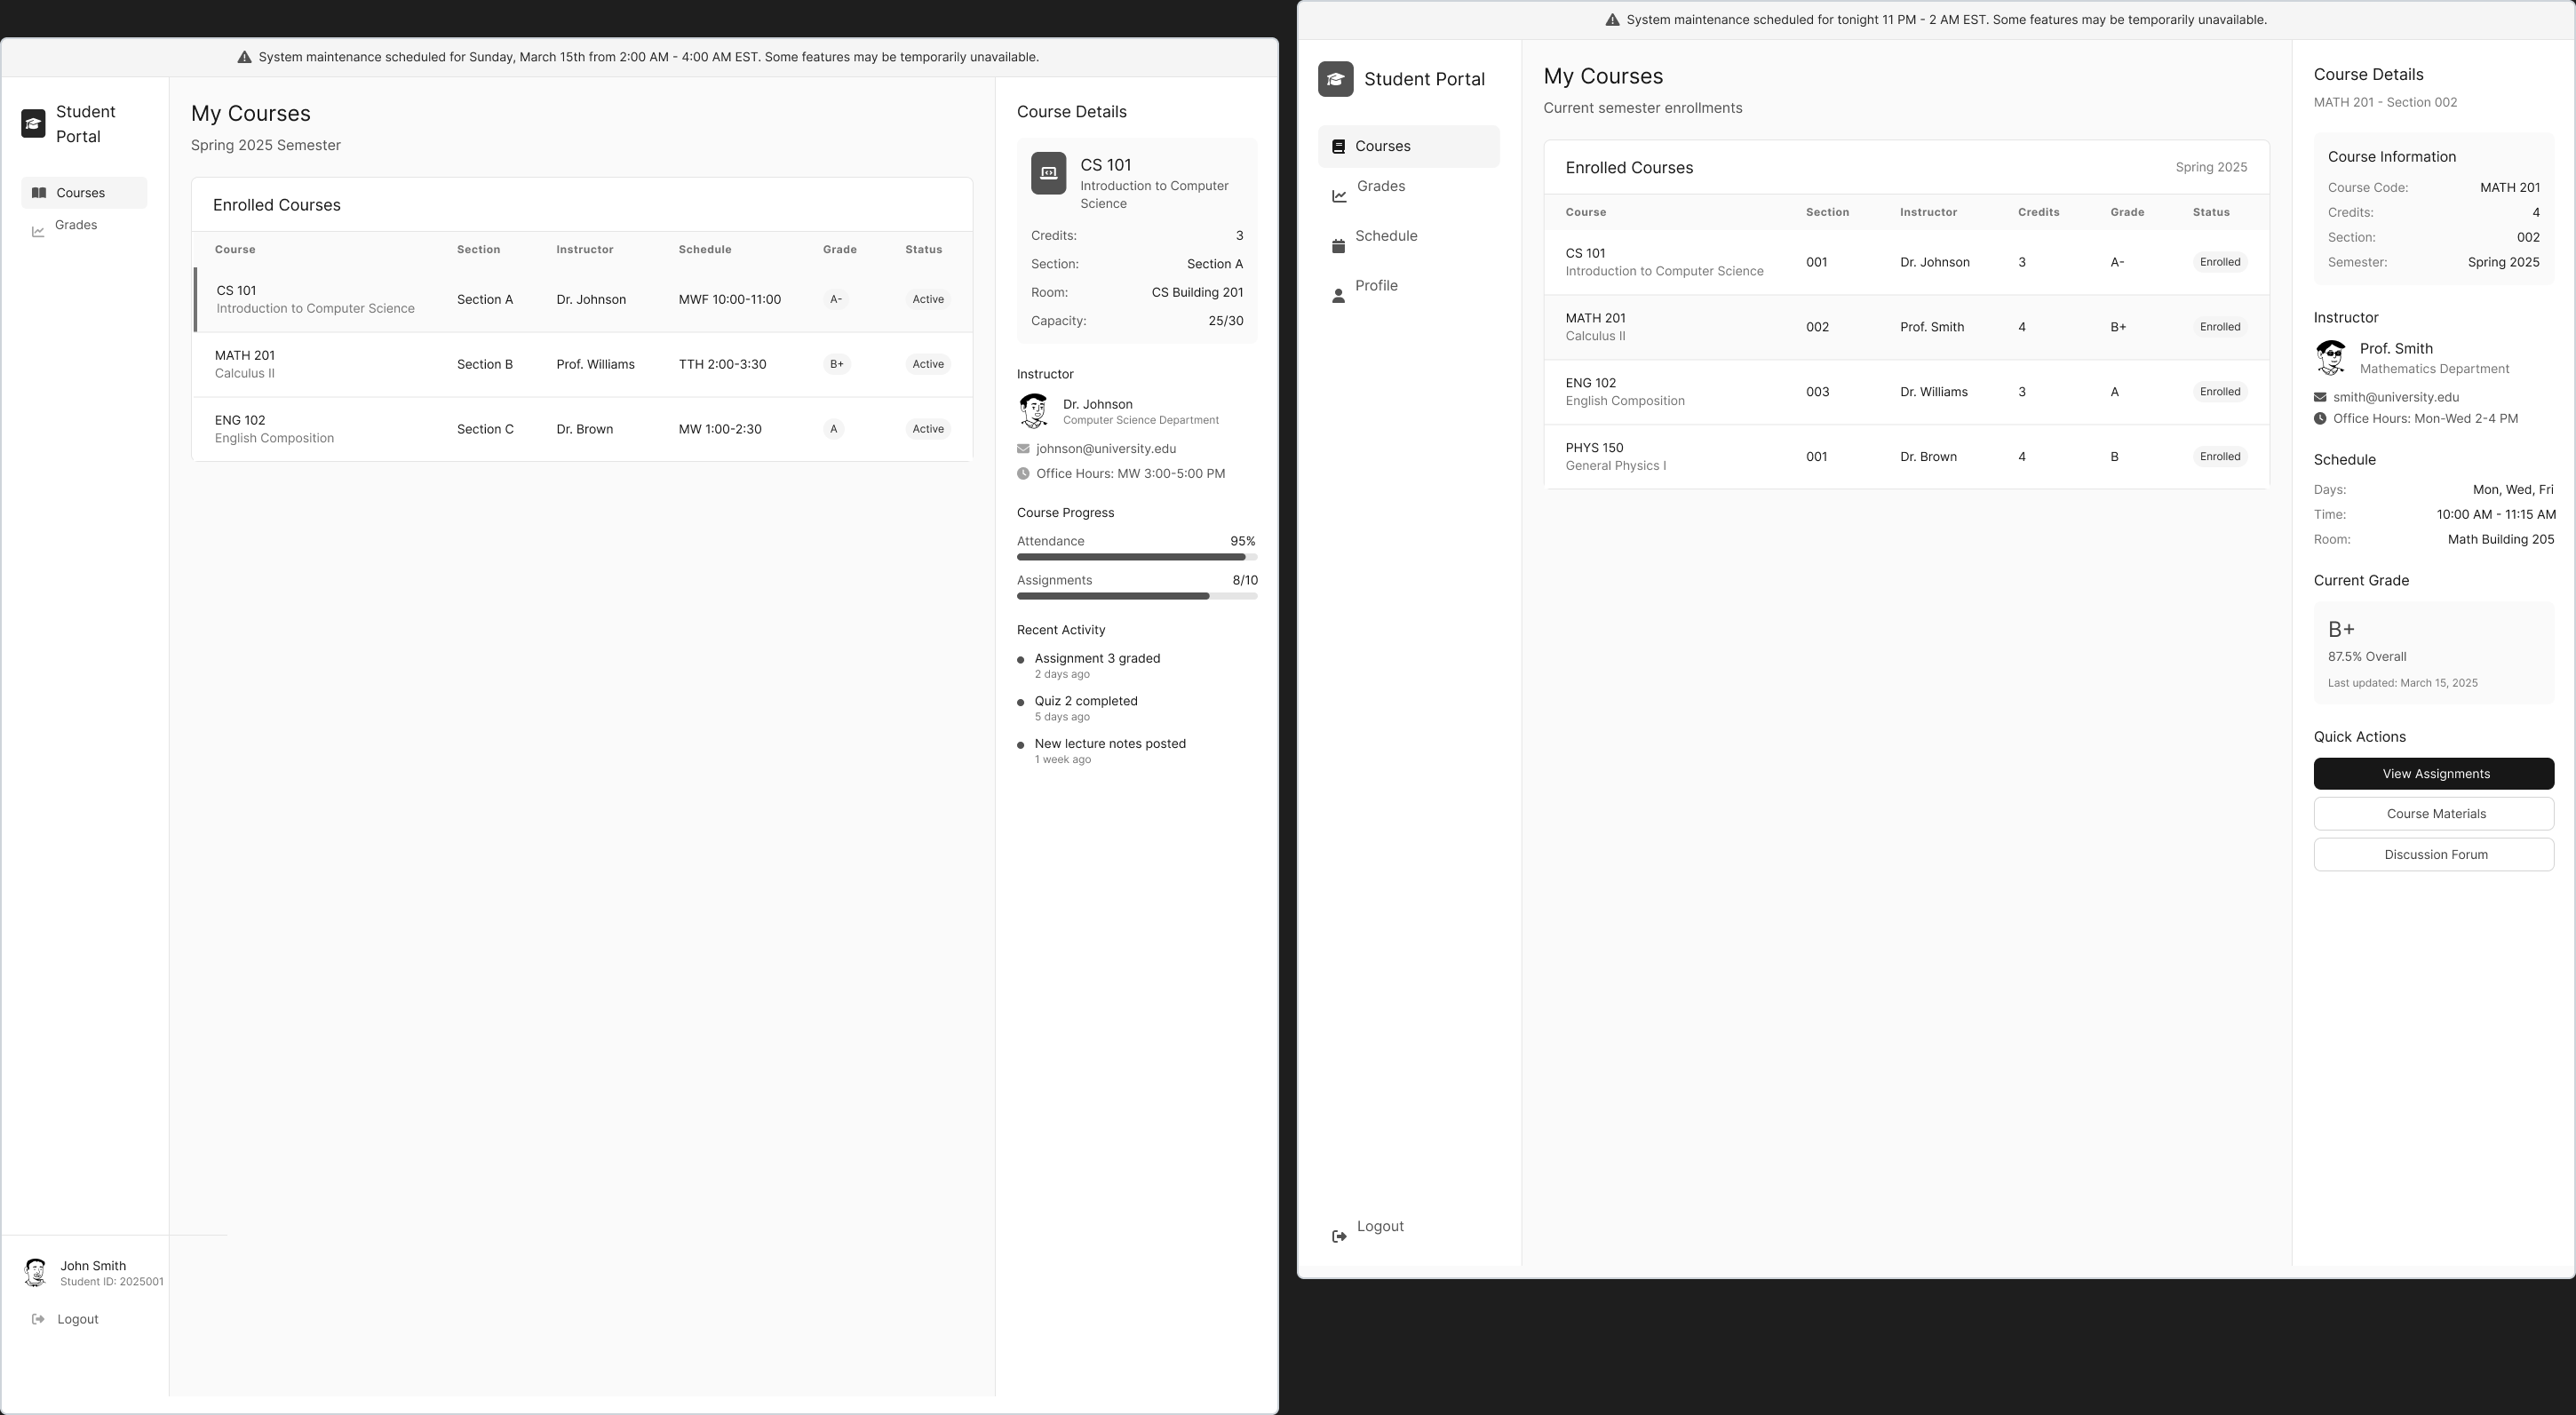 System maintenance scheduled for Sunday, March 15th from 2:00 AM - 4:00 AM EST. Some features may be temporarily unavailable.
Student
Portal
Courses
Grades
John Smith
Student ID: 2025001
Logout
My Courses
Spring 2025 Semester
Enrolled Courses
Course Section Instructor Schedule Grade Status
CS 101
Introduction to Computer Science
Section A Dr. Johnson MWF 10:00-11:00 A- Active
MATH 201
Calculus II
Section B Prof. Williams TTH 2:00-3:30 B+ Active
ENG 102
English Composition
Section C Dr. Brown MW 1:00-2:30 A Active
Course Details
CS 101
Introduction to Computer
Science
Credits: 3
Section: Section A
Room: CS Building 201
Capacity: 25/30
Instructor
Dr. Johnson
Computer Science Department
johnson@university.edu
Office Hours: MW 3:00-5:00 PM
Course Progress
Attendance 95%
Assignments 8/10
Recent Activity
Assignment 3 graded
2 days ago
Quiz 2 completed
5 days ago
New lecture notes posted
1 week ago
System maintenance scheduled for tonight 11 PM - 2 AM EST. Some features may be temporarily unavailable.
Student Portal
Courses
Grades
Schedule
Profile
Logout
My Courses
Current semester enrollments
Enrolled Courses Spring 2025
Course Section Instructor Credits Grade Status
CS 101
Introduction to Computer Science
001 Dr. Johnson 3 A- Enrolled
MATH 201
Calculus II
002 Prof. Smith 4 B+ Enrolled
ENG 102
English Composition
003 Dr. Williams 3 A Enrolled
PHYS 150
General Physics I
001 Dr. Brown 4 B Enrolled
Course Details
MATH 201 - Section 002
Course Information
Course Code: MATH 201
Credits: 4
Section: 002
Semester: Spring 2025
Instructor
Prof. Smith
Mathematics Department
smith@university.edu
Office Hours: Mon-Wed 2-4 PM
Schedule
Days: Mon, Wed, Fri
Time: 10:00 AM - 11:15 AM
Room: Math Building 205
Current Grade
B+
87.5% Overall
Last updated: March 15, 2025
Quick Actions
View Assignments
Course Materials
Discussion Forum